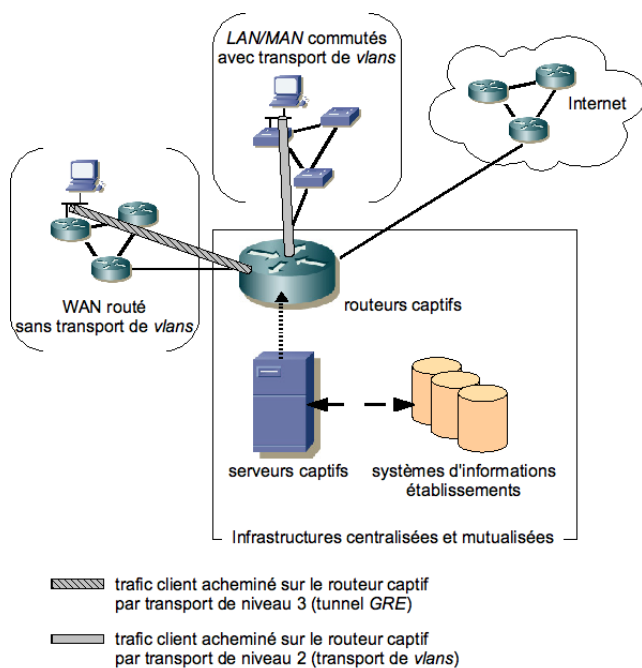 LAN/MAN commutés
avec transport de vlans
Internet
WAN routé
sans transport de vlans
routeurs captifs
serveurs captifs
systèmes d'informations
établissements
Infrastructures centralisées et mutualisées
trafic client acheminé sur le routeur captif
par transport de niveau 3 (tunnel GRE)
trafic client acheminé sur le routeur captif
par transport de niveau 2 (transport de vlans)